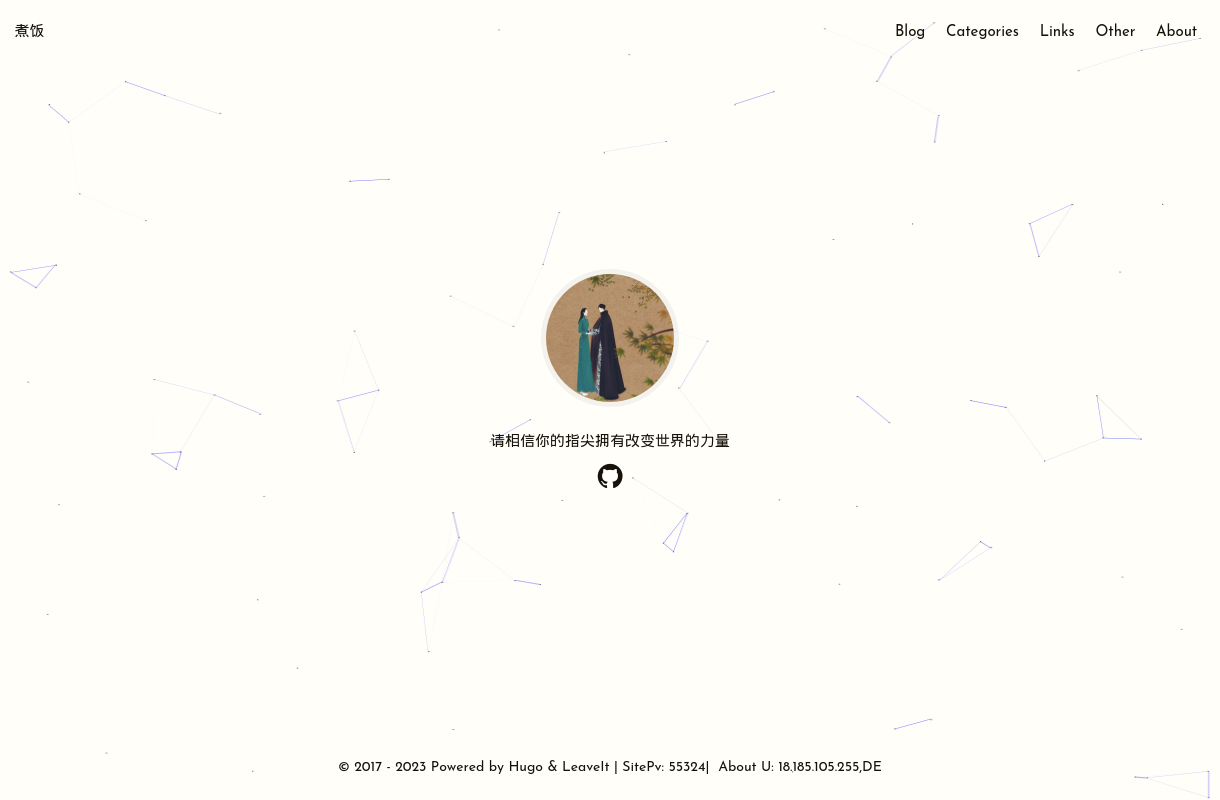 煮饭
Blog Categories Links Other About
请相信你的指尖拥有改变世界的力量
© 2017 - 2023 Powered by Hugo & LeaveIt | SitePv: 55324| About U: 18.185.105.255,DE